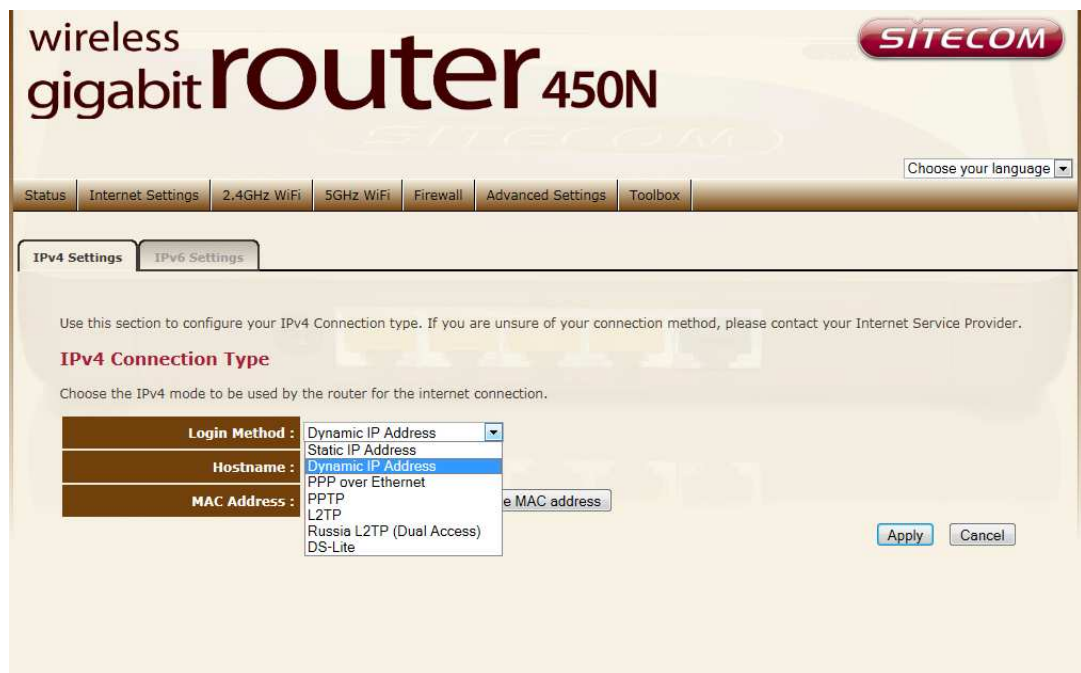 wireless
gigabit router 450N
SITECOM
SITECOM
Choose your language
Status Internet Settings 2.4GHz WiFi 5GHz WiFi Firewall Advanced Settings Toolbox
IPv4 Settings IPv6 Settings
Use this section to configure your IPv4 Connection type. If you are unsure of your connection method, please contact your Internet Service Provider.
IPv4 Connection Type
Choose the IPv4 mode to be used by the router for the internet connection.
Login Method : Dynamic IP Address
Static IP Address
Hostname : Dynamic IP Address
PPP over Ethernet
MAC Address : PPTP e MAC address
L2TP
Russia L2TP (Dual Access)
DS-Lite
Apply Cancel